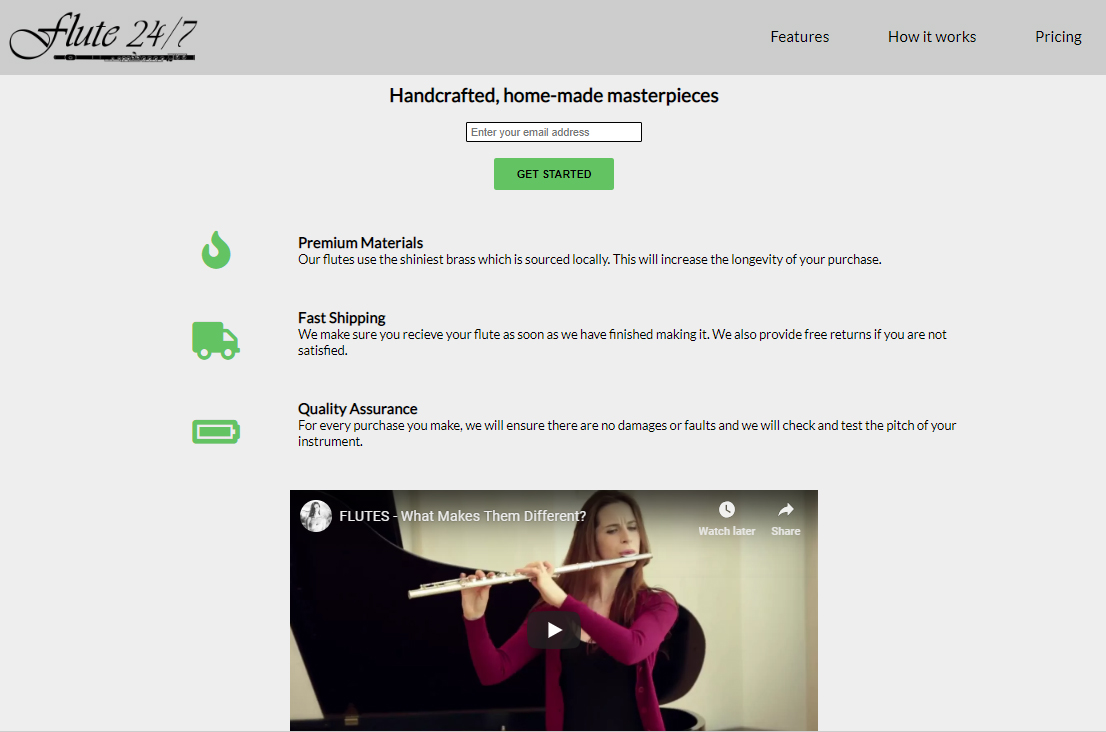 Flute 24/7
Features
How it works
Pricing
Handcrafted, home-made masterpieces
Enter your email address
GET STARTED
Premium Materials
Our flutes use the shiniest brass which is sourced locally. This will increase the longevity of your purchase.
Fast Shipping
We make sure you recieve your flute as soon as we have finished making it. We also provide free returns if you are not
satisfied.
Quality Assurance
For every purchase you make, we will ensure there are no damages or faults and we will check and test the pitch of your
instrument.
FLUTES - What Makes Them Different?
Watch later
Share